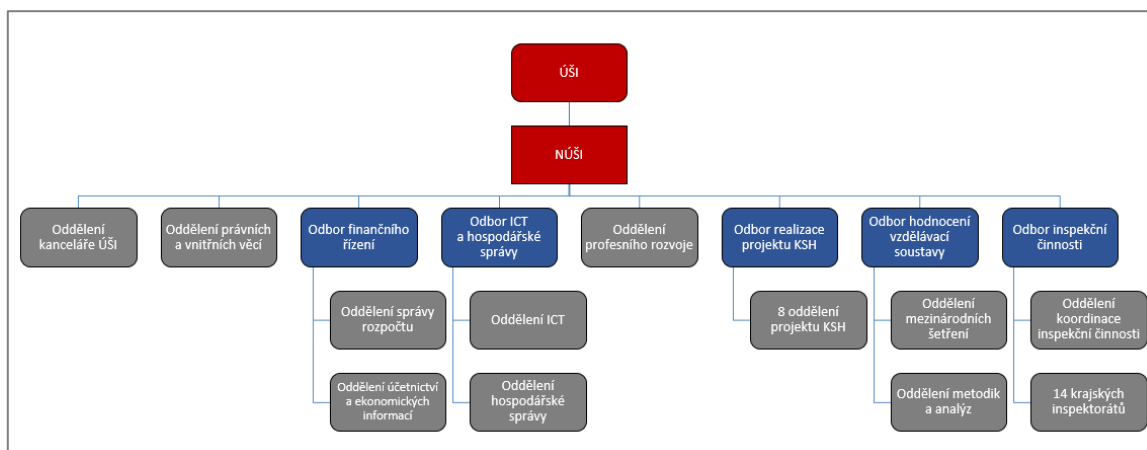 ÚŠI
NÚŠI
Oddělení
kanceláře ÚŠI
Oddělení právních
a vnitřních věcí
Odbor finančního
řízení
Odbor ICT
a hospodářské
správy
Oddělení
profesního rozvoje
Odbor realizace
projektu KSH
Odbor hodnocení
vzdělávací
soustavy
Odbor inspekční
činnosti
Oddělení správy
rozpočtu
Oddělení ICT
8 oddělení
projektu KSH
Oddělení
mezinárodních
šetření
Oddělení
koordinace
inspekční činnosti
Oddělení účetnictví
a ekonomických
informací
Oddělení
hospodářské
správy
Oddělení metodik
a analýz
14 krajských
inspektorátů